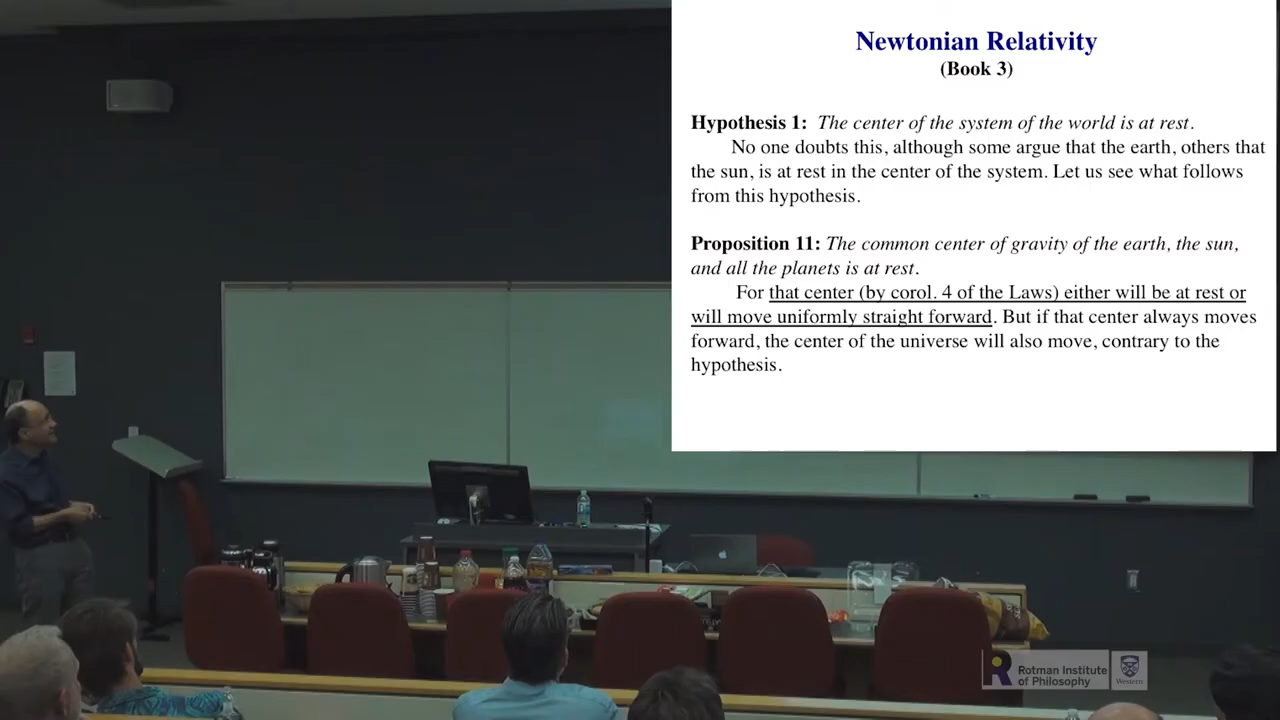 Newtonian Relativity
(Book 3)
Hypothesis 1: The center of the system of the world is at rest.
No one doubts this, although some argue that the earth, others that
the sun, is at rest in the center of the system. Let us see what follows
from this hypothesis.
Proposition 11: The common center of gravity of the earth, the sun,
and all the planets is at rest.
For that center (by corol. 4 of the Laws) either will be at rest or
will move uniformly straight forward. But if that center always moves
forward, the center of the universe will also move, contrary to the
hypothesis.
Rotman Institute
of Philosophy
Western